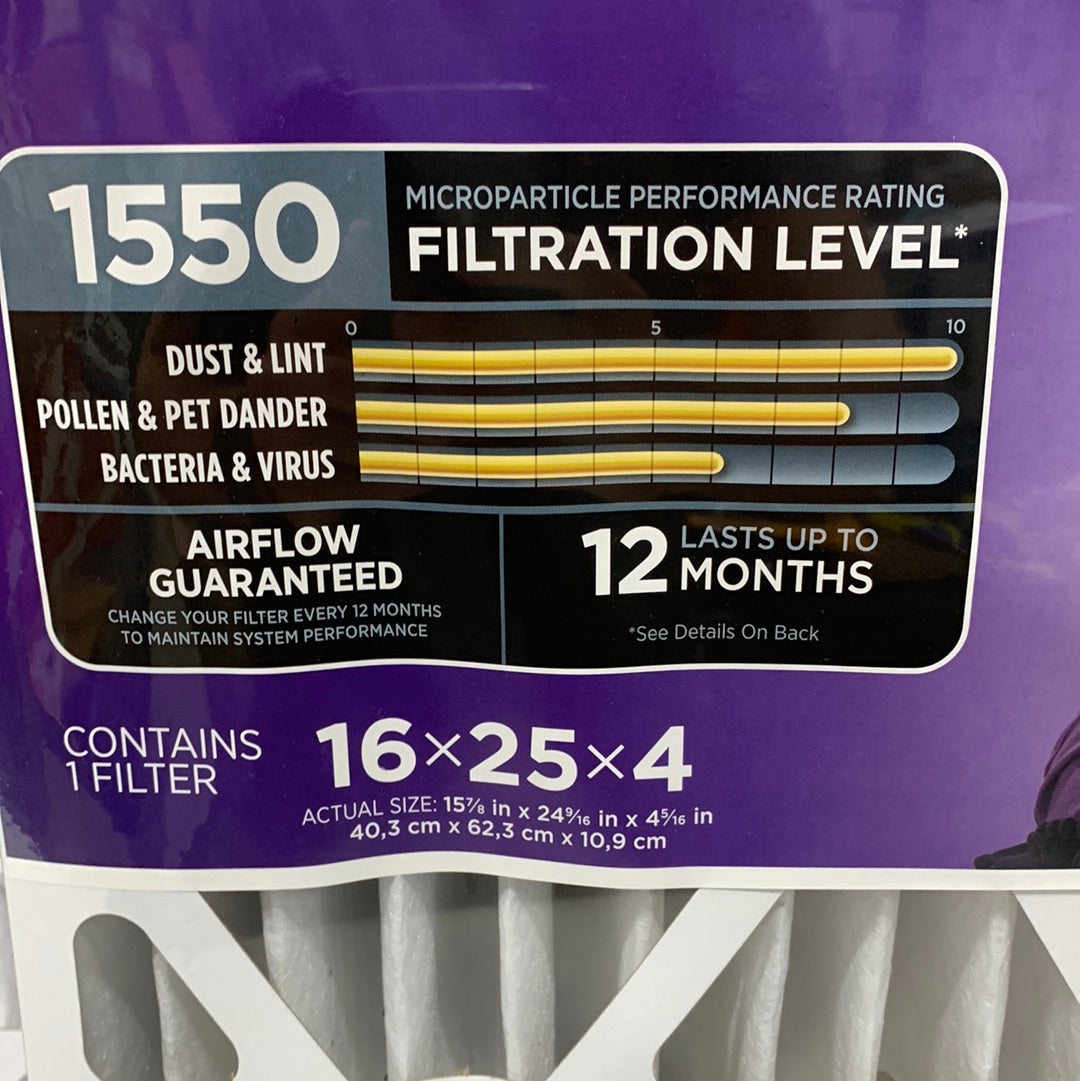 1550
MICROPARTICLE PERFORMANCE RATING
FILTRATION LEVEL*
0 5 10
DUST & LINT
POLLEN & PET DANDER
BACTERIA & VIRUS
AIRFLOW
GUARANTEED
CHANGE YOUR FILTER EVERY 12 MONTHS
TO MAINTAIN SYSTEM PERFORMANCE
12 LASTS UP TO
MONTHS
*See Details On Back
CONTAINS
1 FILTER
16×25×4
ACTUAL SIZE: 15⅞ in x 24⁹⁄₁₆ in x 4⁵⁄₁₆ in
40,3 cm x 62,3 cm x 10,9 cm